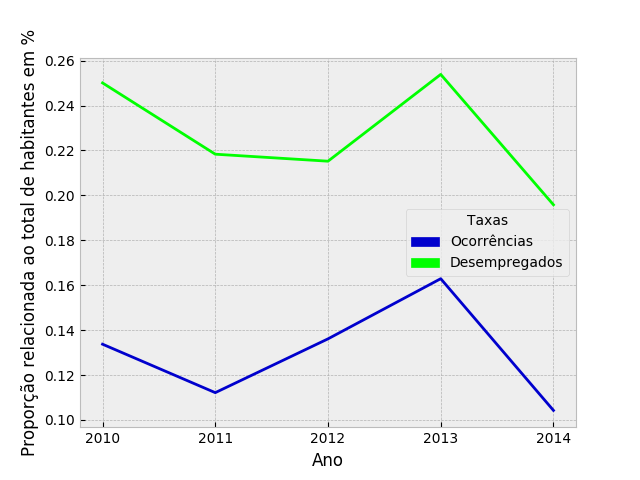 Proporção relacionada ao total de habitantes em %
0.26
0.24
0.22
0.20
0.18
0.16
0.14
0.12
0.10
Taxas
Ocorrências
Desempregados
2010 2011 2012 2013 2014
Ano